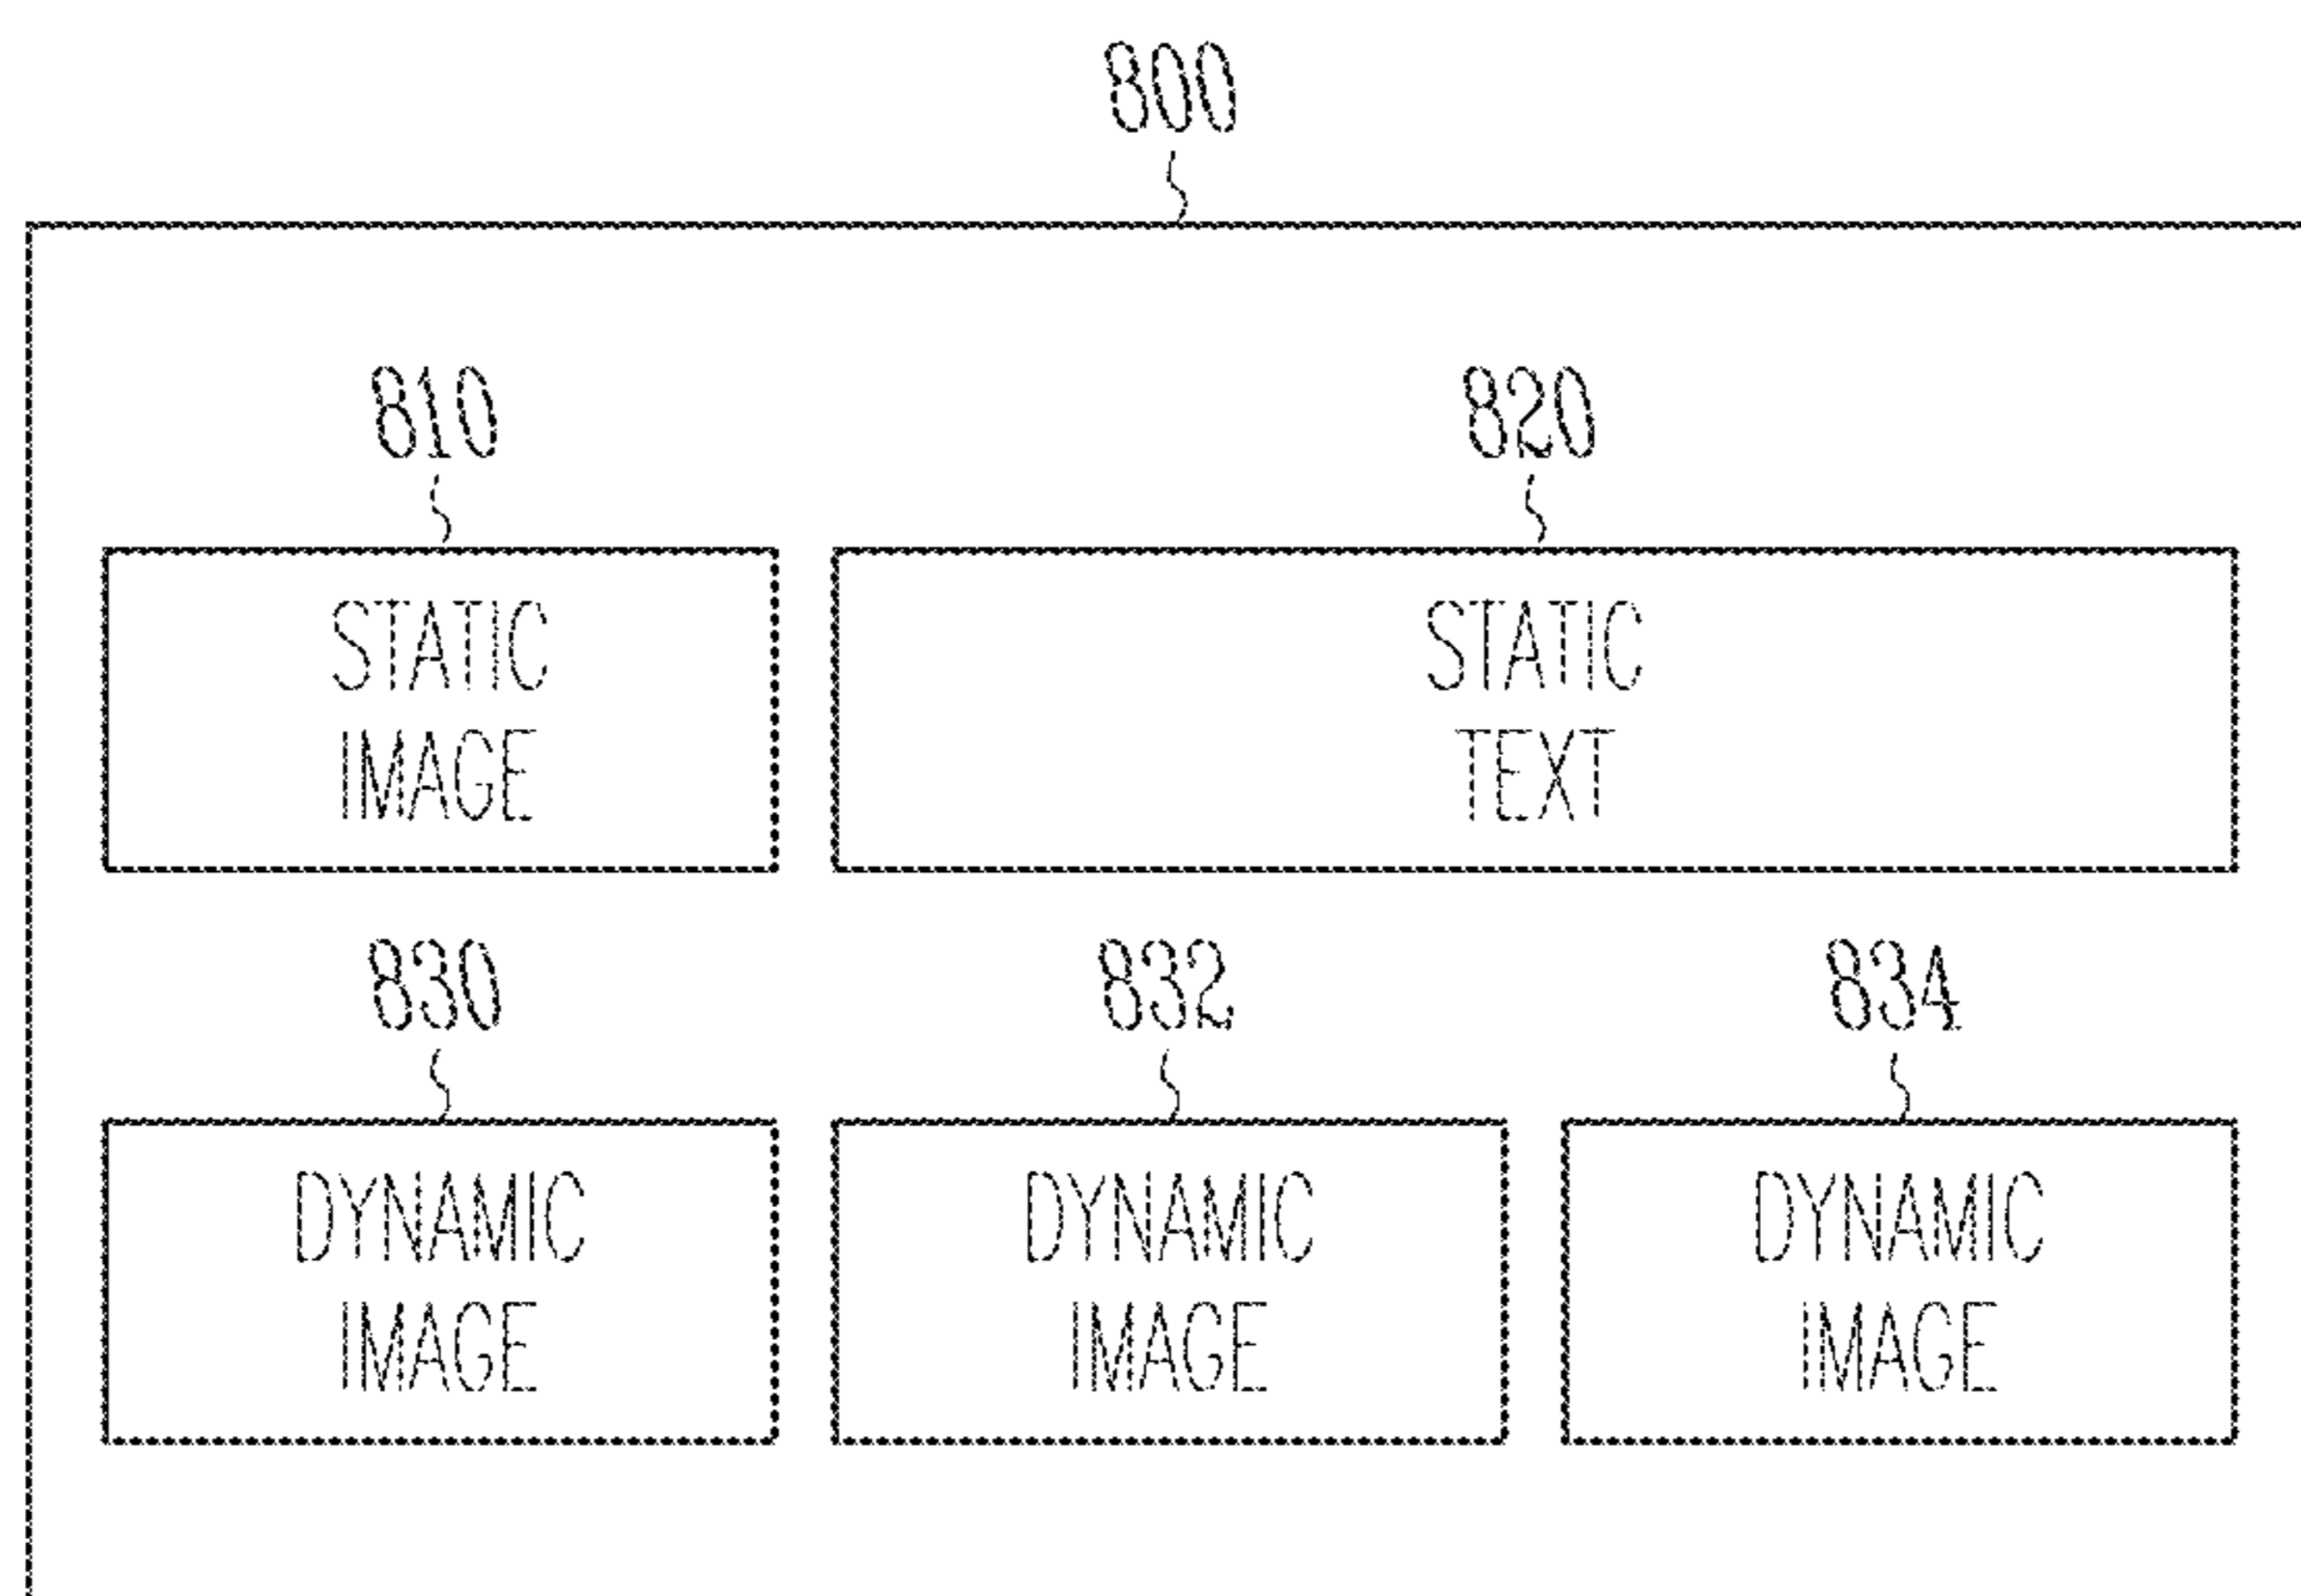 800
810
820
STATIC
IMAGE
STATIC
TEXT
830
832
834
DYNAMIC
IMAGE
DYNAMIC
IMAGE
DYNAMIC
IMAGE